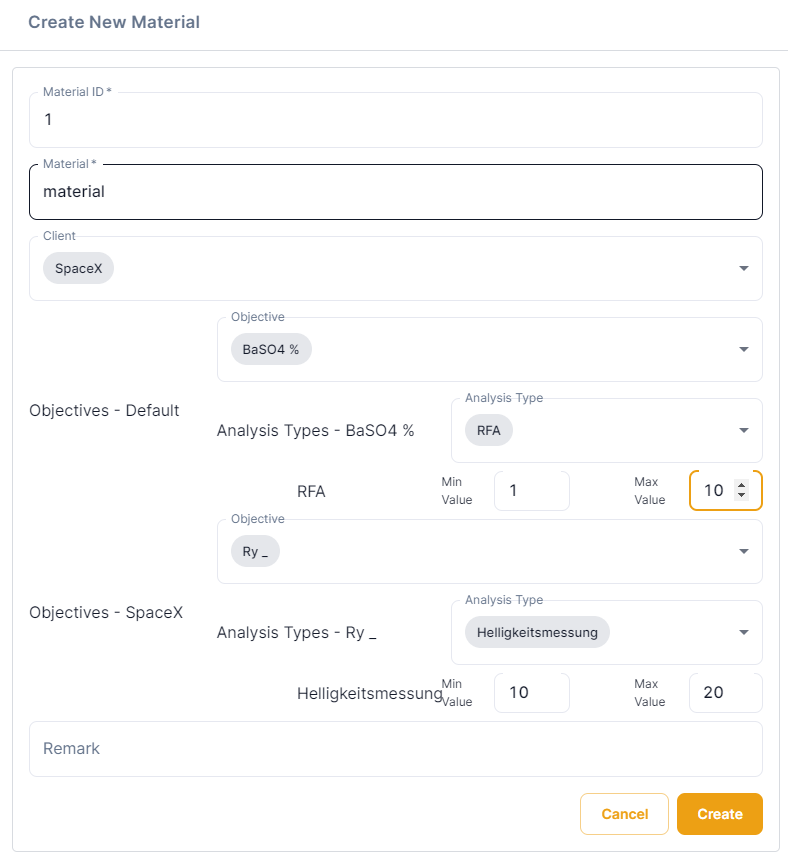 Create New Material
Material ID *
1
Material *
material
Client
SpaceX
Objective
BaSO4 %
Objectives - Default
Analysis Types - BaSO4 %
Analysis Type
RFA
RFA
Min Value
1
Max Value
10
Objective
Ry _
Objectives - SpaceX
Analysis Types - Ry _
Analysis Type
Helligkeitsmessung
Helligkeitsmessung
Min Value
10
Max Value
20
Remark
Cancel
Create